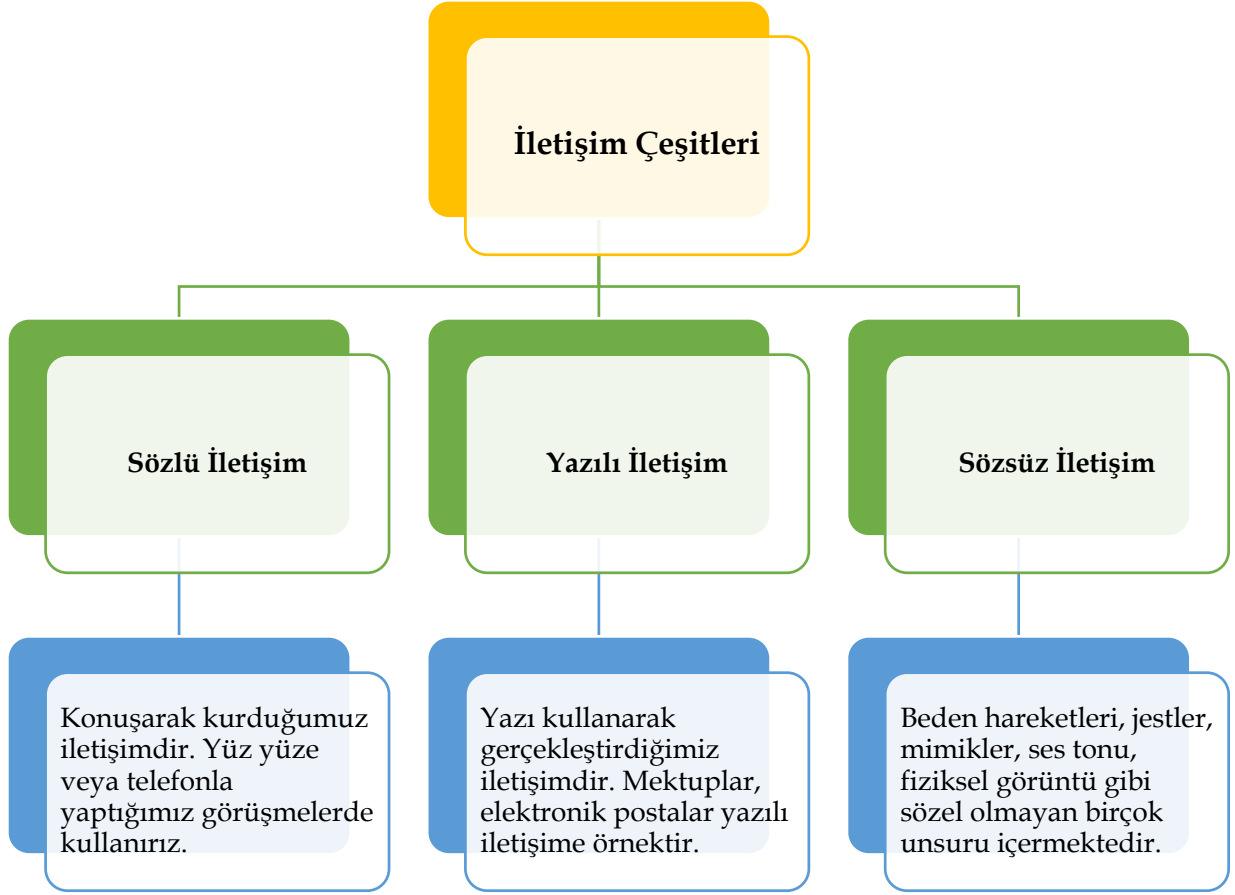 İletişim Çeşitleri
Sözlü İletişim
Yazılı İletişim
Sözsüz İletişim
Konuşarak kurduğumuz
iletişimdir. Yüz yüze
veya telefonla
yaptığımız görüşmelerde
kullanırız.
Yazı kullanarak
gerçekleştirdiğimiz
iletişimdir. Mektuplar,
elektronik postalar yazılı
iletişime örnektir.
Beden hareketleri, jestler,
mimikler, ses tonu,
fiziksel görüntü gibi
sözel olmayan birçok
unsuru içermektedir.